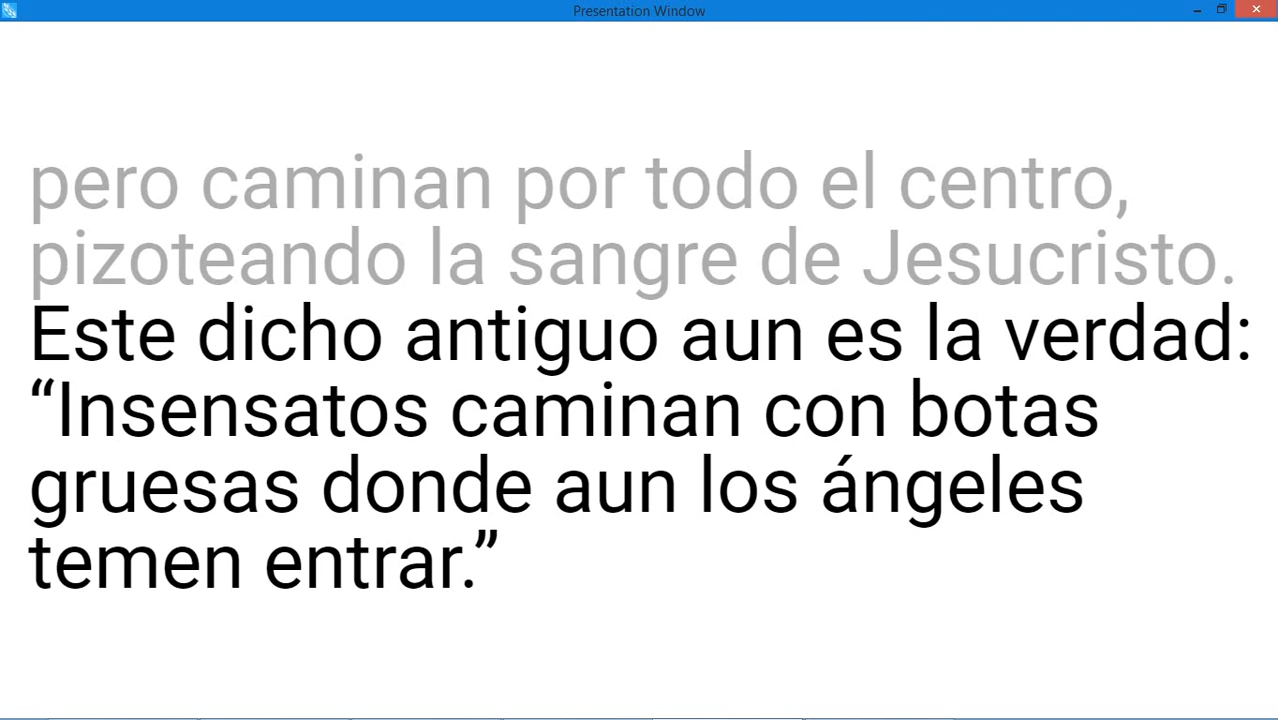 Presentation Window
pero caminan por todo el centro,
pizoteando la sangre de Jesucristo.
Este dicho antiguo aun es la verdad:
“Insensatos caminan con botas
gruesas donde aun los ángeles
temen entrar.”